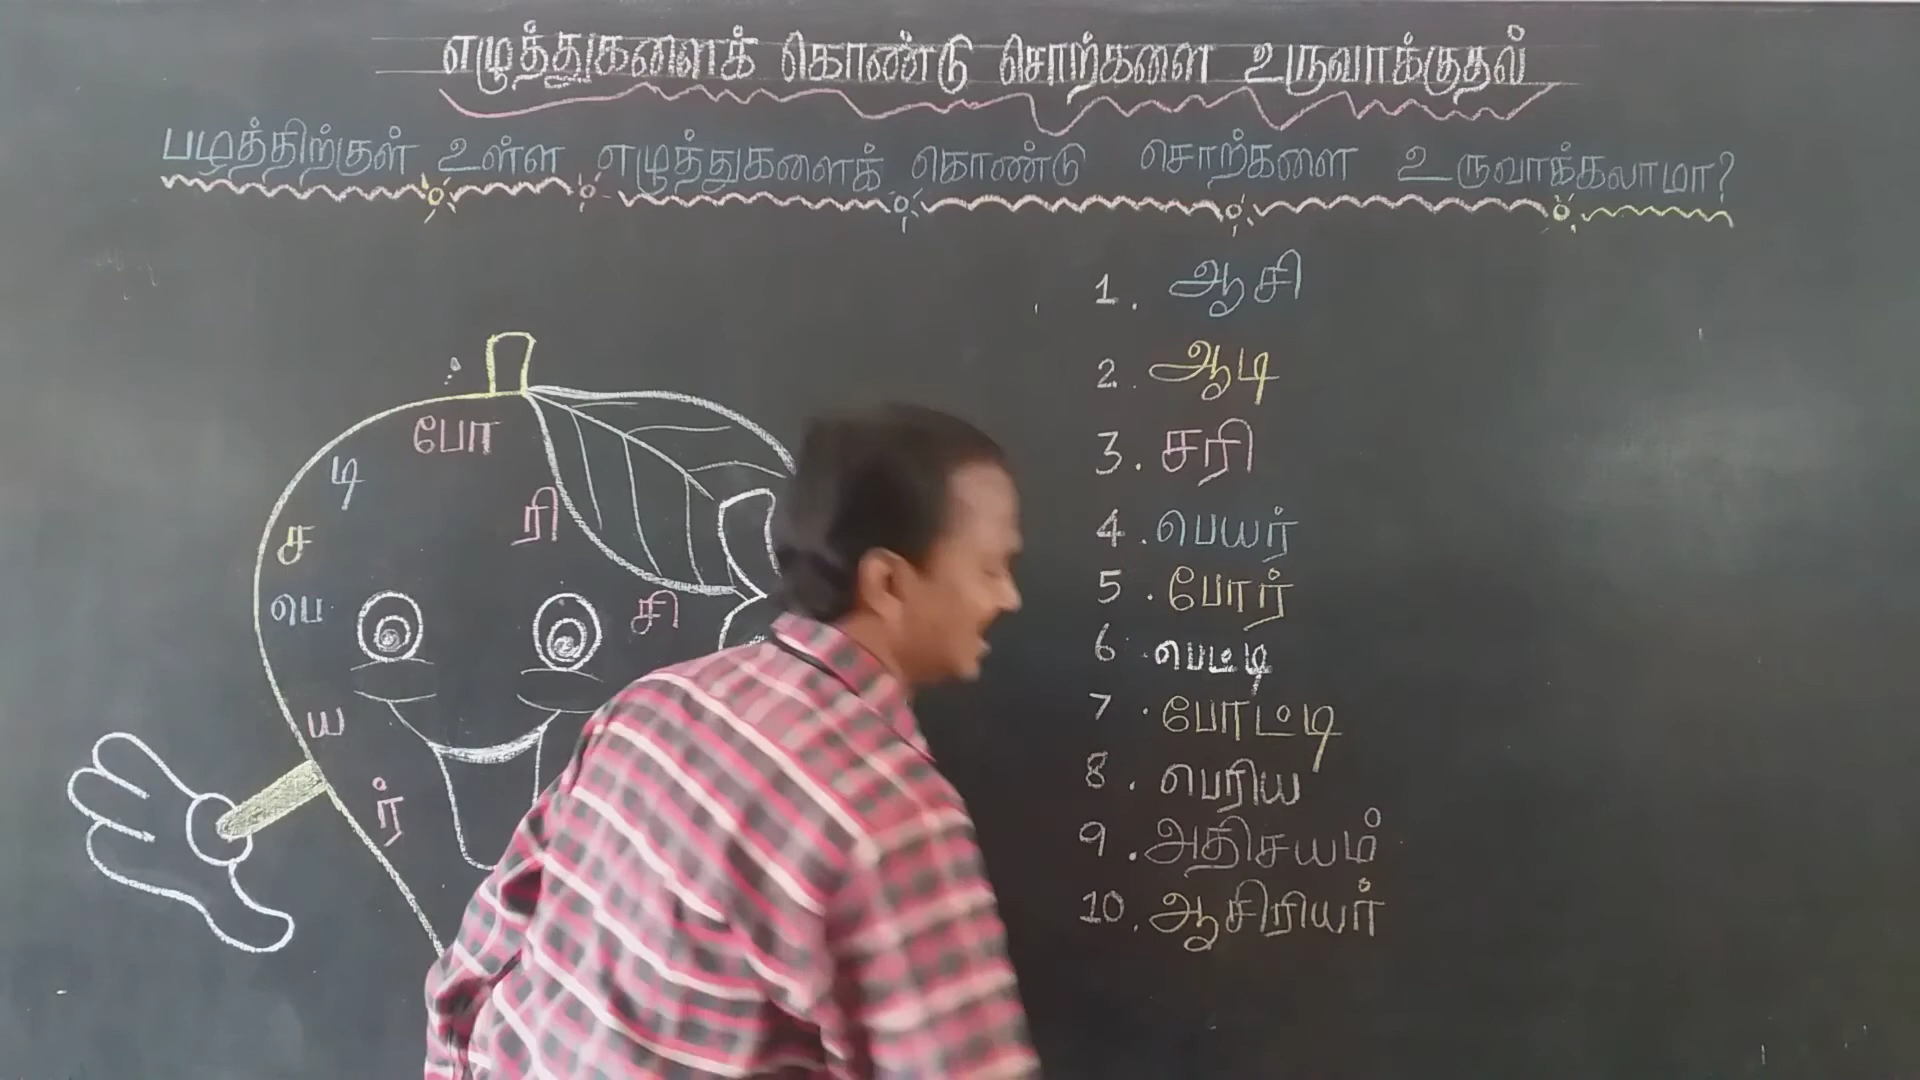 எழுத்துகளைக் கொண்டு சொற்களை உருவாக்குதல்
படத்திற்குள் உள்ள எழுத்துகளைக் கொண்டு சொற்களை உருவாக்கலாமா?
போ
டி
ரி
ச
பெ
சி
ய
ர்
1. ஆசி
2. ஆடி
3. சரி
4. பெயர்
5. போர்
6. பெட்டி
7. போட்டி
8. பெரிய
9. அதிசயம்
10. ஆசிரியர்